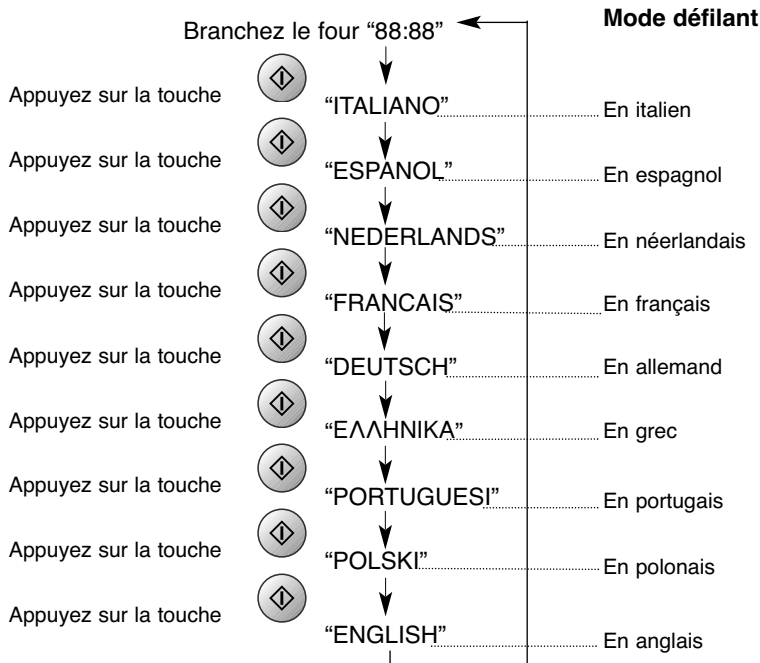 Branchez le four “88:88” Mode défilant
Appuyez sur la touche “ITALIANO” En italien
Appuyez sur la touche “ESPANOL” En espagnol
Appuyez sur la touche “NEDERLANDS” En néerlandais
Appuyez sur la touche “FRANCAIS” En français
Appuyez sur la touche “DEUTSCH” En allemand
Appuyez sur la touche “ΕΛΛΗΝΙΚΑ” En grec
Appuyez sur la touche “PORTUGUESI” En portugais
Appuyez sur la touche “POLSKI” En polonais
Appuyez sur la touche “ENGLISH” En anglais